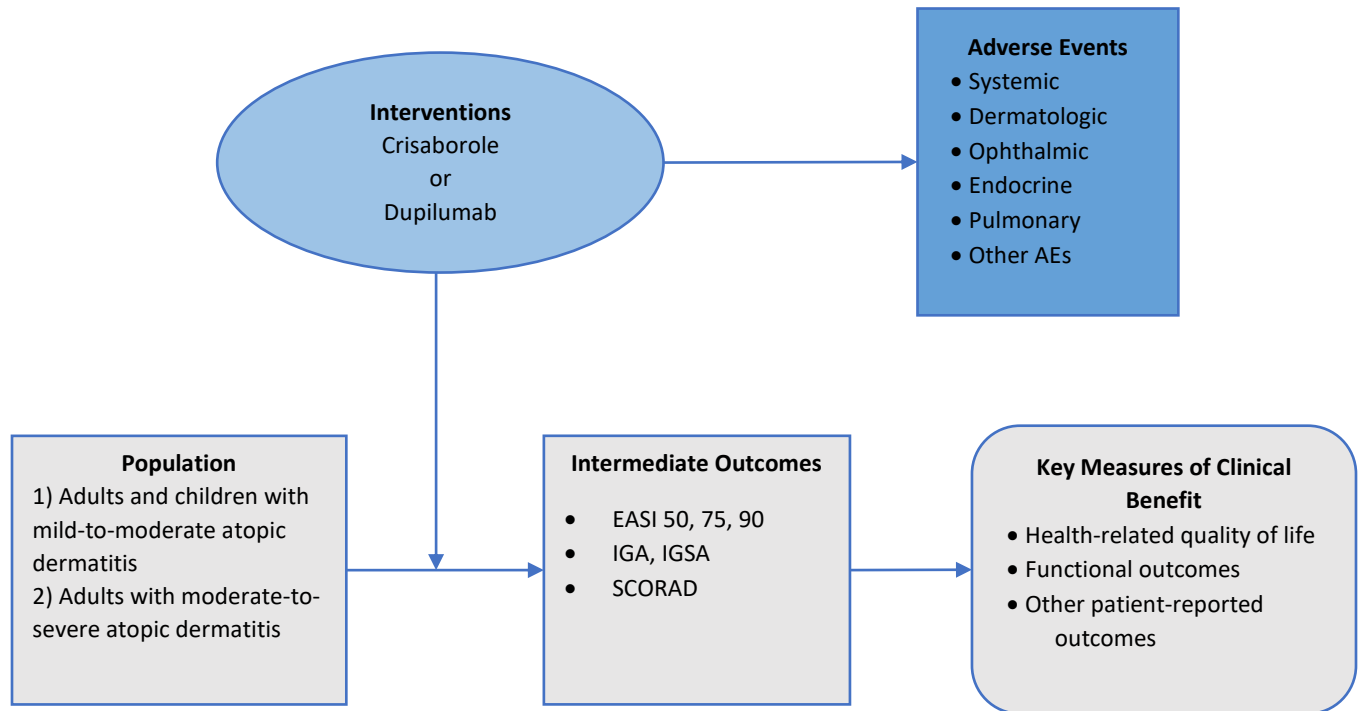 Interventions
Crisaborole
or
Dupilumab
Adverse Events
• Systemic
• Dermatologic
• Ophthalmic
• Endocrine
• Pulmonary
• Other AEs
Population
1) Adults and children with
mild-to-moderate atopic
dermatitis
2) Adults with moderate-to-
severe atopic dermatitis
Intermediate Outcomes
• EASI 50, 75, 90
• IGA, IGSA
• SCORAD
Key Measures of Clinical
Benefit
• Health-related quality of life
• Functional outcomes
• Other patient-reported
outcomes